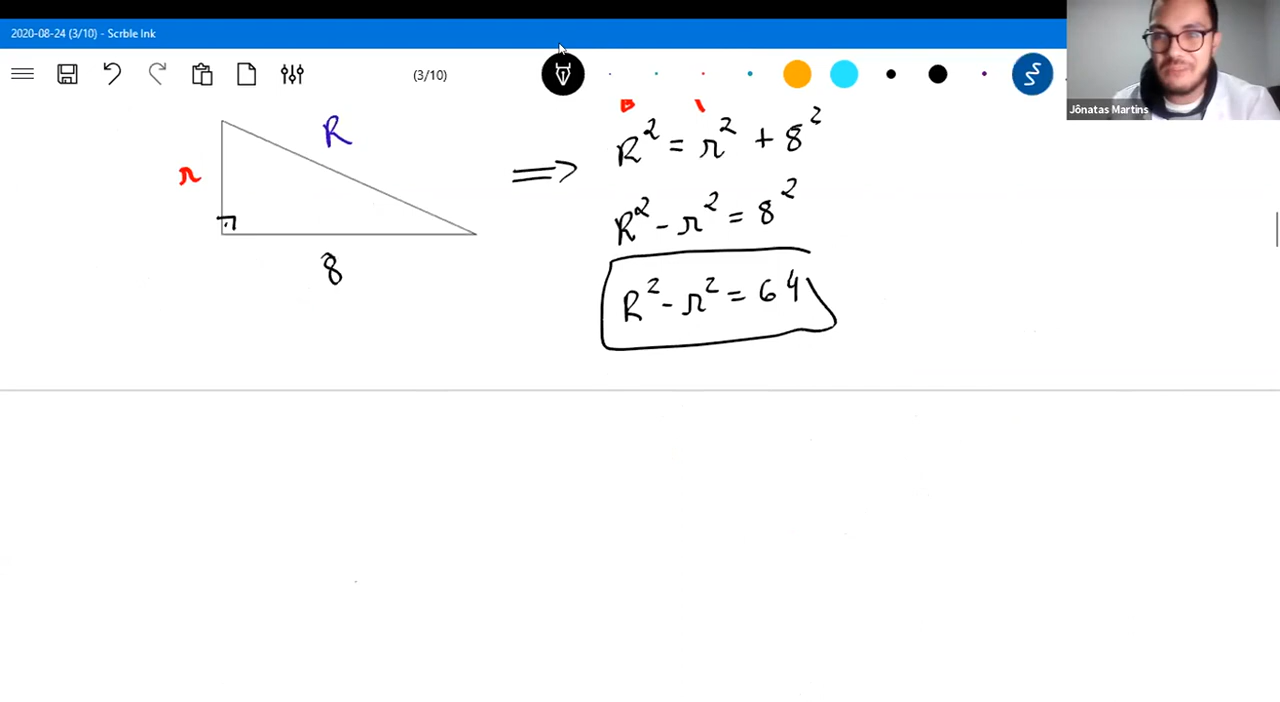 2020-08-24 (3/10) - Scrble Ink
(3/10)
Jônatas Martins
R
r
8
⟹
R² = r² + 8²
R² - r² = 8²
R² - r² = 64